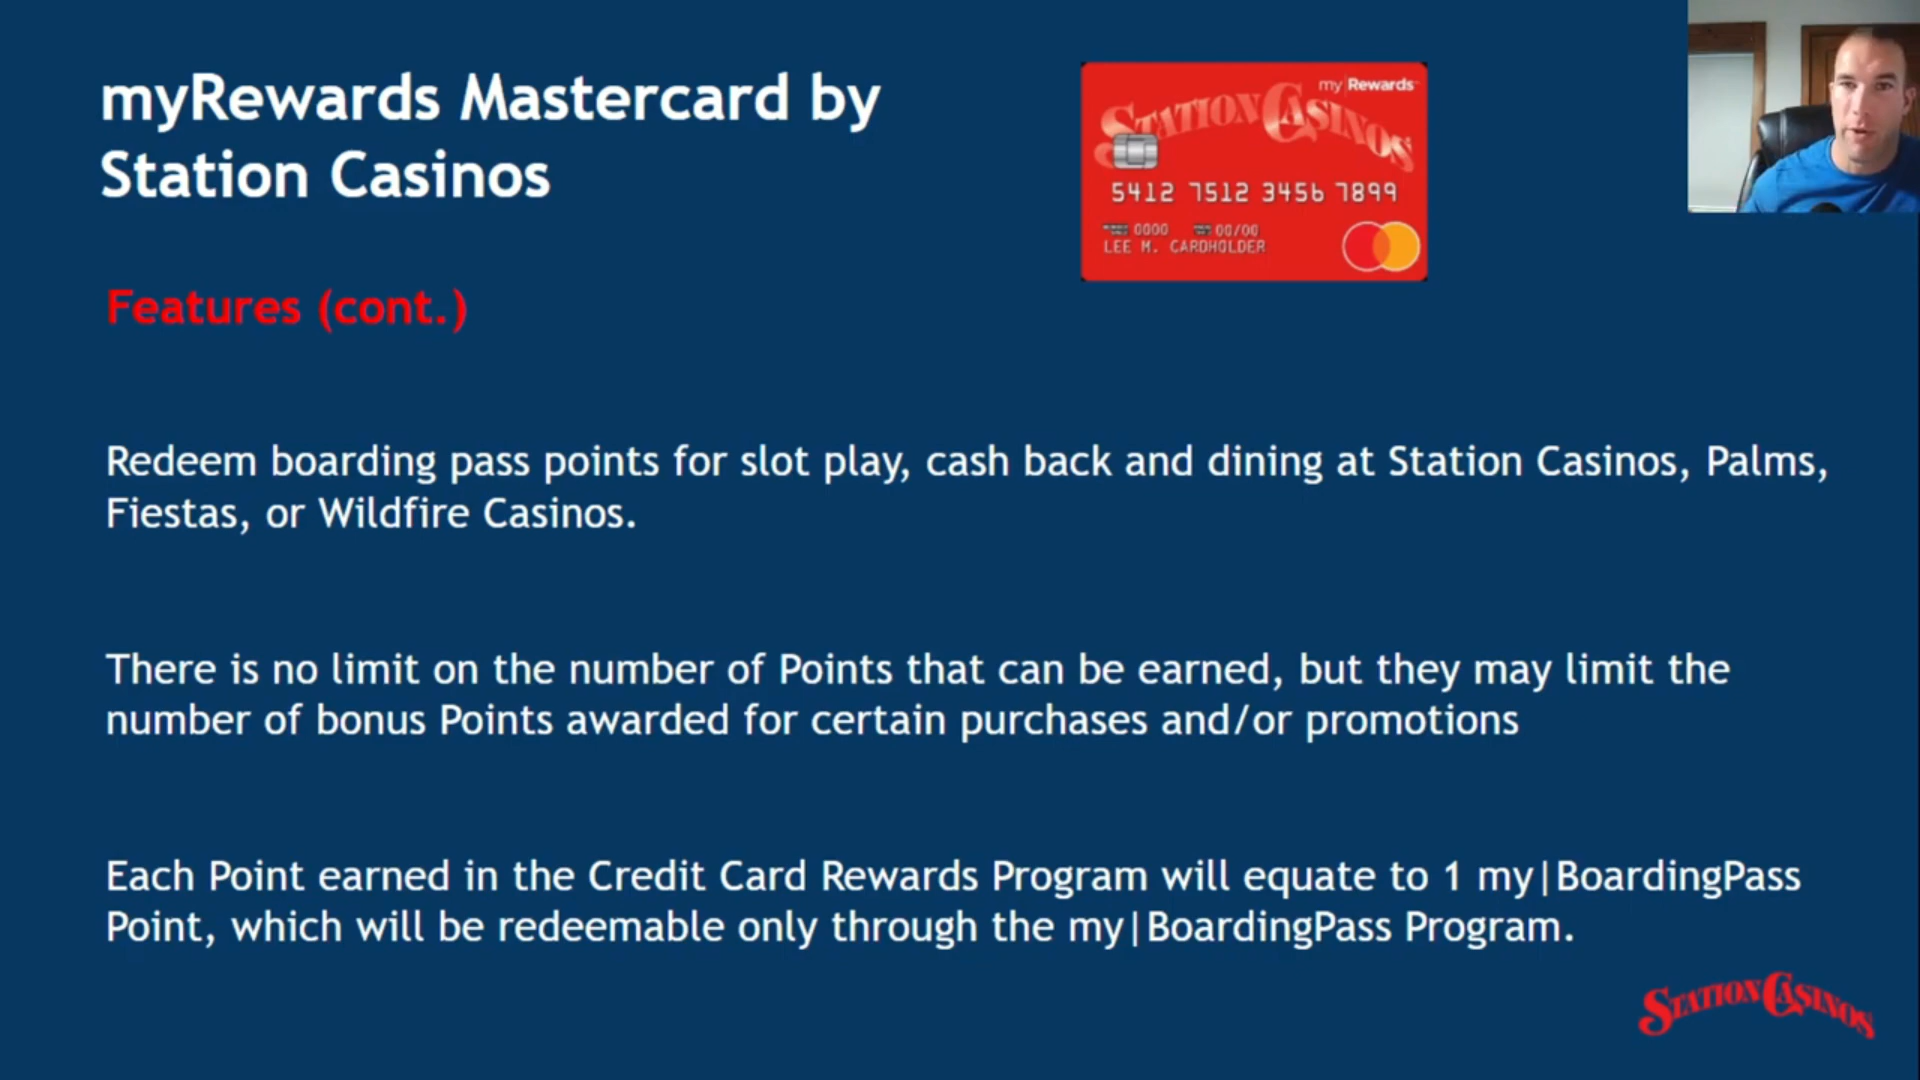 myRewards Mastercard by
Station Casinos
my Rewards
STATION CASINOS
5412 7512 3456 7899
0000 00/00
LEE M. CARDHOLDER
Features (cont.)
Redeem boarding pass points for slot play, cash back and dining at Station Casinos, Palms,
Fiestas, or Wildfire Casinos.
There is no limit on the number of Points that can be earned, but they may limit the
number of bonus Points awarded for certain purchases and/or promotions
Each Point earned in the Credit Card Rewards Program will equate to 1 my|BoardingPass
Point, which will be redeemable only through the my|BoardingPass Program.
STATION CASINOS